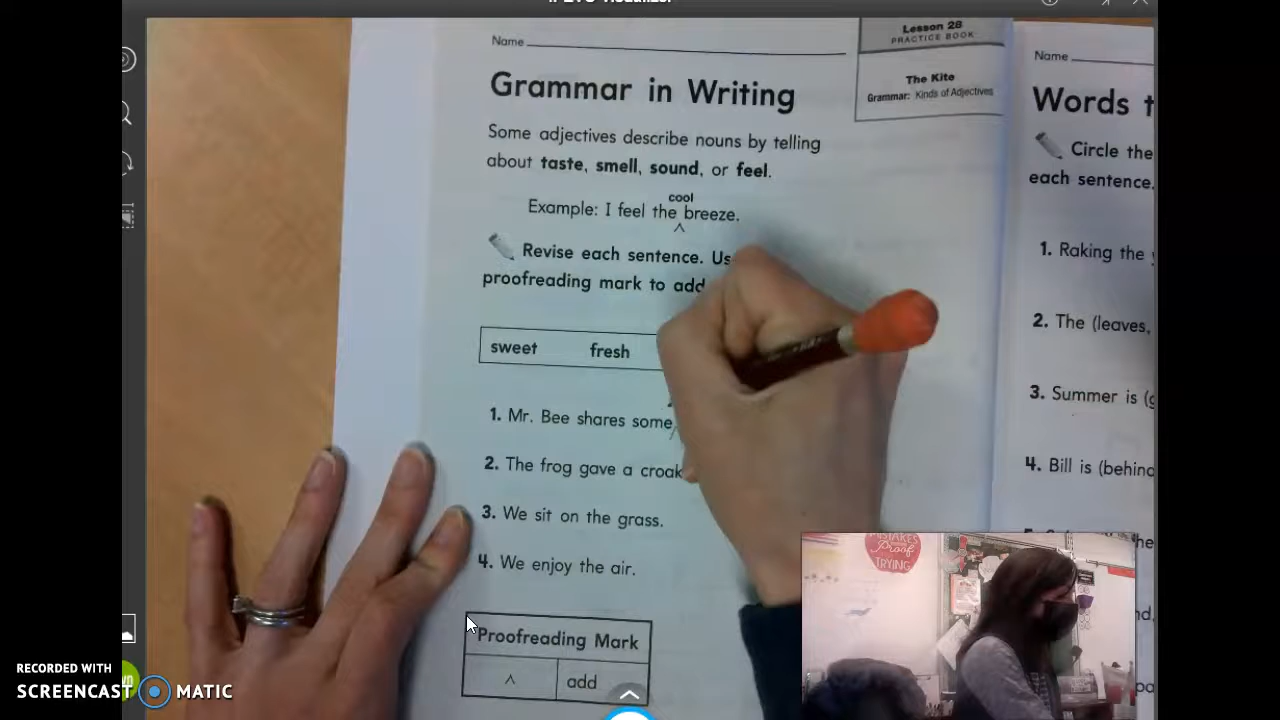 Name
Lesson 28
PRACTICE BOOK
The Kite
Grammar: Kinds of Adjectives
Grammar in Writing
Some adjectives describe nouns by telling
about taste, smell, sound, or feel.
cool
Example: I feel the breeze.
^
Revise each sentence.
proofreading mark to add
sweet fresh
1. Mr. Bee shares some
2. The frog gave a croak
3. We sit on the grass.
4. We enjoy the air.
Proofreading Mark
^ add
Name
Words
Circle the
each sentence.
1. Raking the
2. The (leaves,
3. Summer is
4. Bill is (behind
MISTAKES
Proof
TRYING
RECORDED WITH
SCREENCAST MATIC